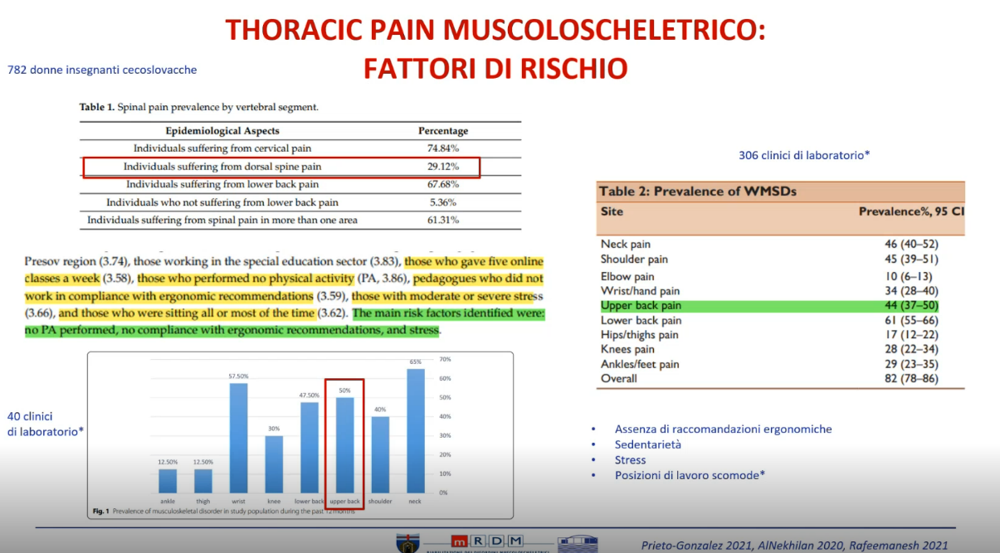 THORACIC PAIN MUSCOLOSCHELETRICO:
FATTORI DI RISCHIO
782 donne insegnanti cecoslovacche
Table 1. Spinal pain prevalence by vertebral segment.
Epidemiological Aspects Percentage
Individuals suffering from cervical pain 74.84%
Individuals suffering from dorsal spine pain 29.12%
Individuals suffering from lower back pain 67.68%
Individuals who not suffering from lower back pain 5.36%
Individuals suffering from spinal pain in more than one area 61.31%
Presov region (3.74), those working in the special education sector (3.83), those who gave five online
classes a week (3.58), those who performed no physical activity (PA, 3.86), pedagogues who did not
work in compliance with ergonomic recommendations (3.59), those with moderate or severe stress
(3.66), and those who were sitting all or most of the time (3.62). The main risk factors identified were:
no PA performed, no compliance with ergonomic recommendations, and stress.
40 clinici
di laboratorio*
70%
60%
50%
40%
30%
20%
10%
0%
12.50%
12.50%
57.50%
30%
47.50%
50%
40%
65%
ankle thigh wrist knee lower back upper back shoulder neck
Fig. 1 Prevalence of musculoskeletal disorder in study population during the past 12 months
306 clinici di laboratorio*
Table 2: Prevalence of WMSDs
Site Prevalence%, 95 CI
Neck pain 46 (40–52)
Shoulder pain 45 (39–51)
Elbow pain 10 (6–13)
Wrist/hand pain 34 (28–40)
Upper back pain 44 (37–50)
Lower back pain 61 (55–66)
Hips/thighs pain 17 (12–22)
Knees pain 28 (22–34)
Ankles/feet pain 29 (23–35)
Overall 82 (78–86)
• Assenza di raccomandazioni ergonomiche
• Sedentarietà
• Stress
• Posizioni di lavoro scomode*
mRDM
Prieto-Gonzalez 2021, AlNekhilan 2020, Rafeemanesh 2021